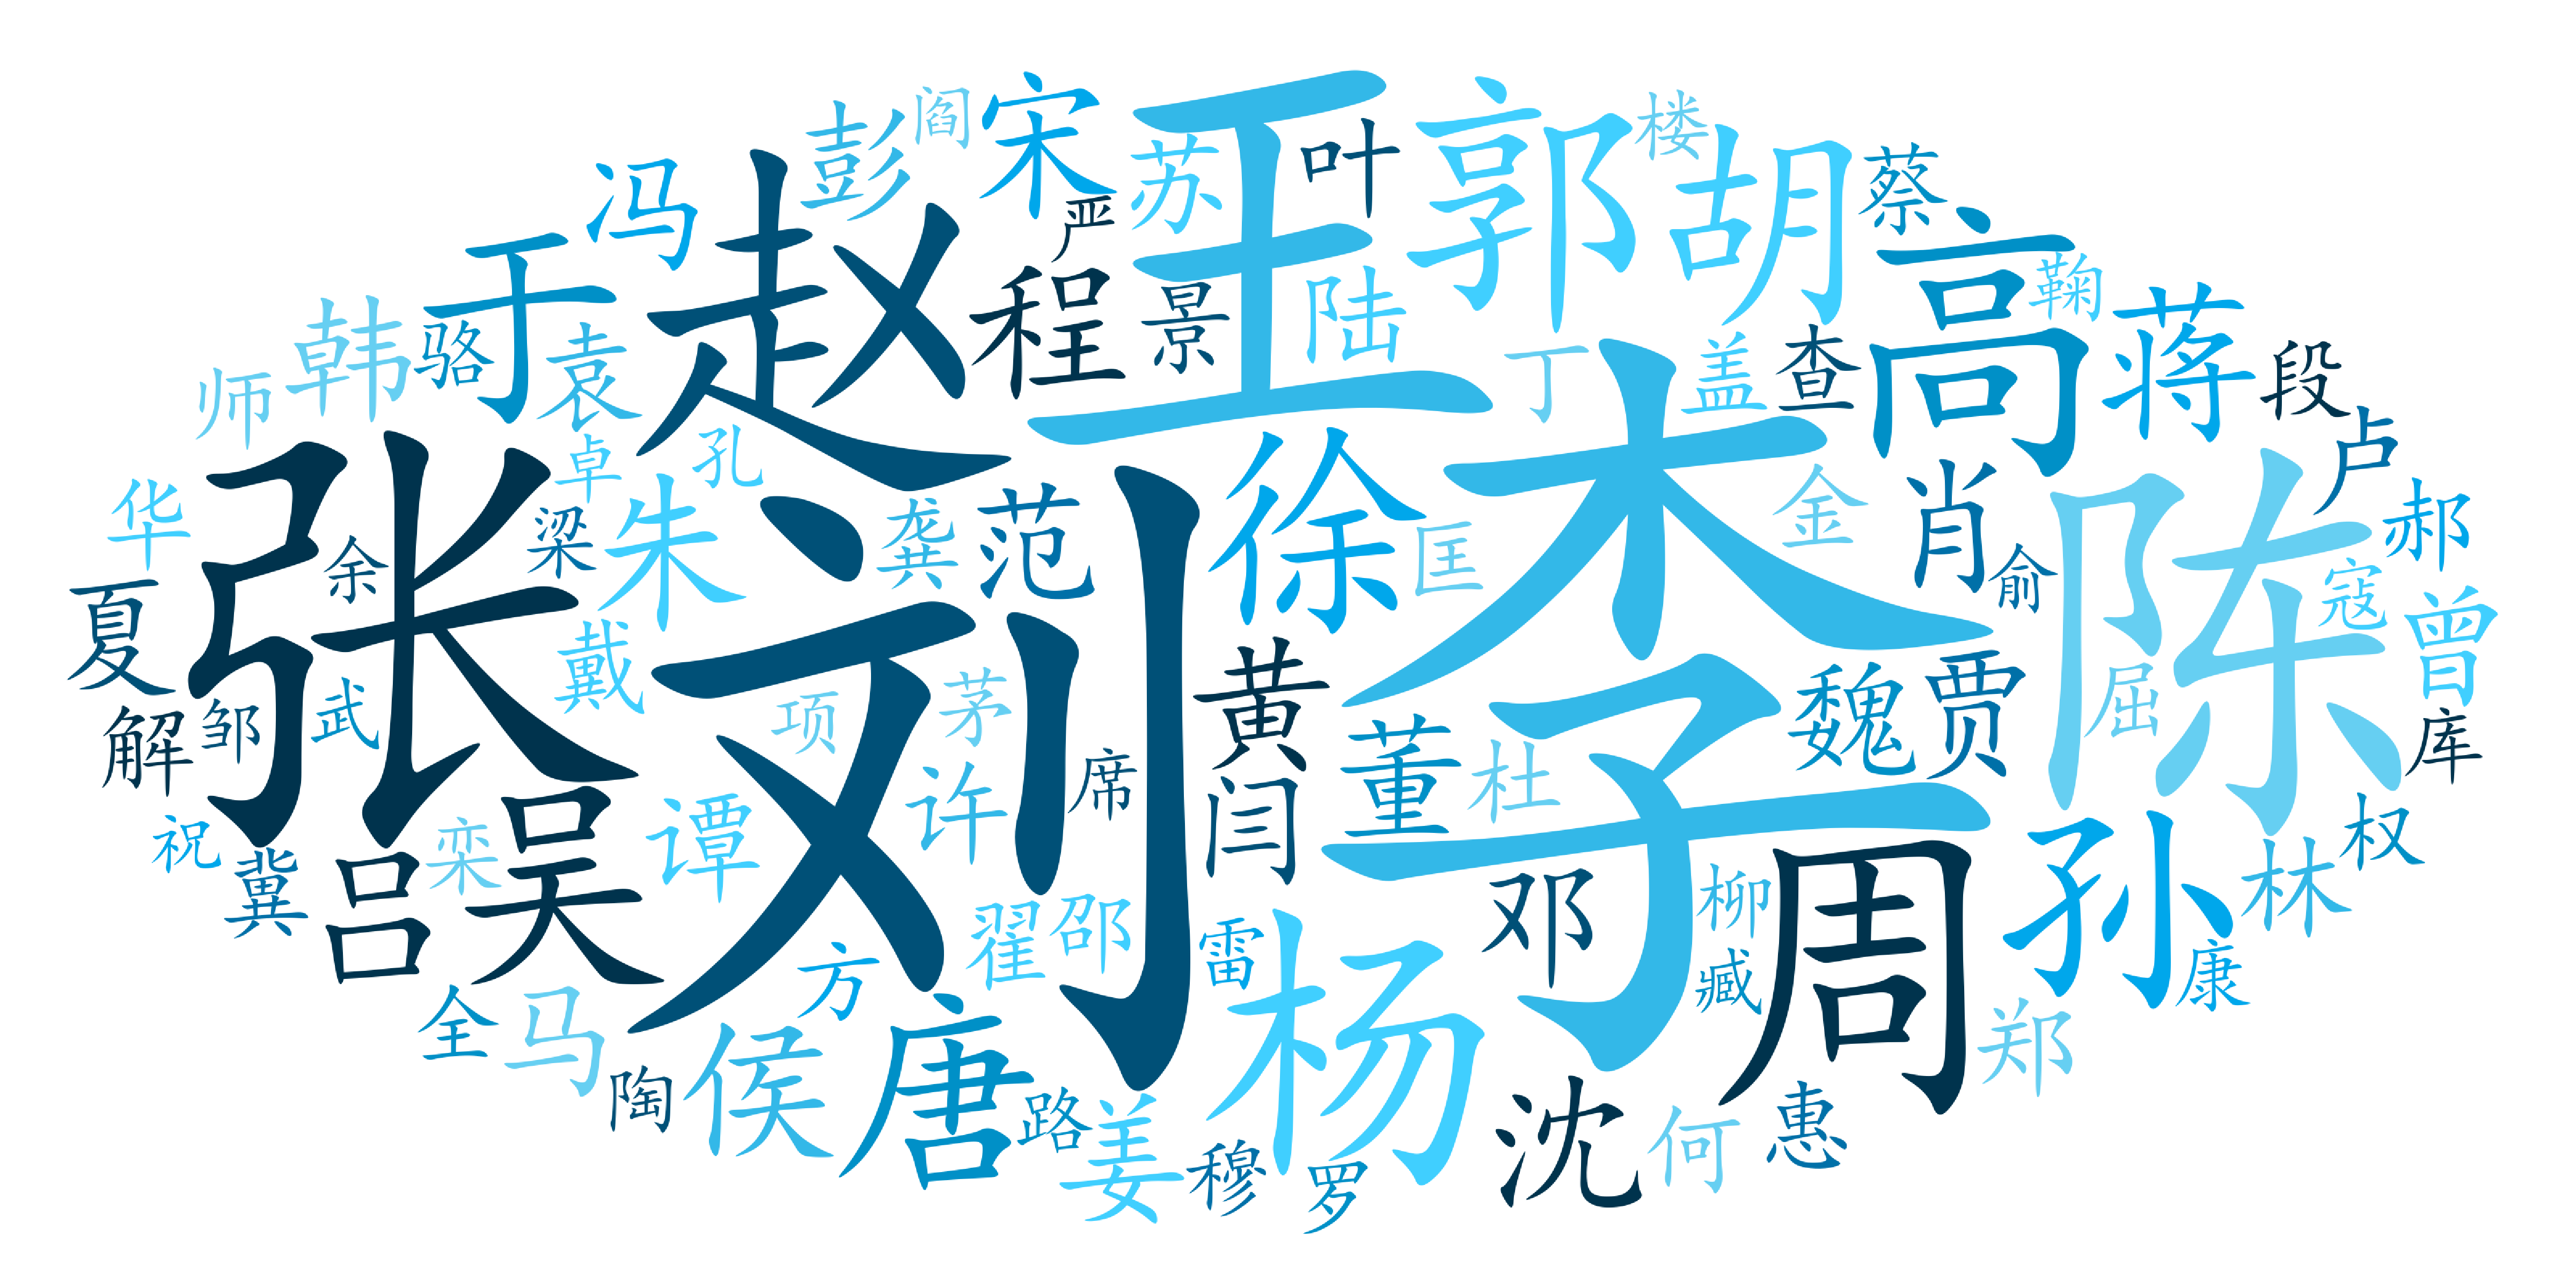 彭
阎
宋
苏
叶
王
郭
楼
胡
蔡
冯
赵
严
高
鞠
蒋
于
骆
韩
师
袁
程
景
陆
丁
盖
查
段
卢
张
卓
孔
朱
刘
龚
范
徐
匡
李
金
肖
俞
陈
郝
寇
曾
华
夏
余
梁
戴
武
邹
解
项
茅
许
席
黄
闫
董
杜
魏
贾
屈
库
祝
冀
吕
栾
吴
谭
翟
邵
雷
邓
柳
臧
周
孙
林
权
康
郑
全
马
陶
侯
方
唐
路
姜
穆
罗
杨
沈
何
惠